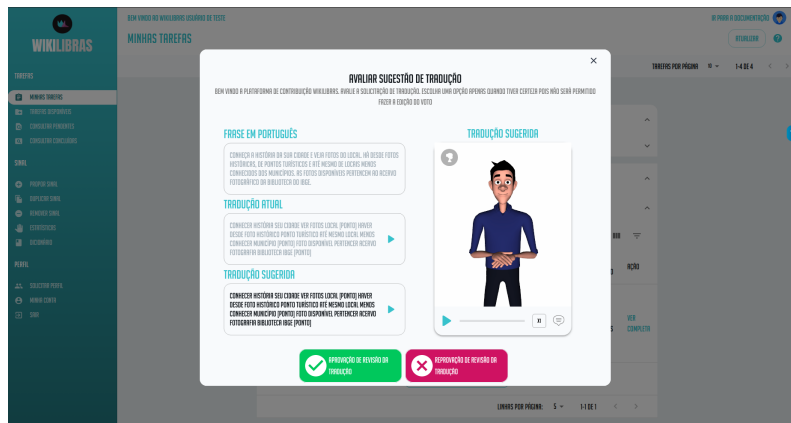 BEM VINDO AO WIKILIBRAS USUÁRIO DE TESTE
IR PARA A DOCUMENTAÇÃO
WIKILIBRAS
MINHAS TAREFAS
ATUALIZAR
TAREFAS POR PÁGINA
10
1-4 DE 4
TAREFAS
MINHAS TAREFAS
TAREFAS DISPONÍVEIS
CONSULTAR PENDENTES
CONSULTAR CONCLUÍDAS
SINAL
PROPOR SINAL
DUPLICAR SINAL
REMOVER SINAL
ESTATÍSTICAS
DICIONÁRIO
PERFIL
SOLICITAR PERFIL
MINHA CONTA
SAIR
AVALIAR SUGESTÃO DE TRADUÇÃO
BEM VINDO A PLATAFORMA DE CONTRIBUIÇÃO WIKILIBRAS. AVALIE A SOLICITAÇÃO DE TRADUÇÃO. ESCOLHA UMA OPÇÃO APENAS QUANDO TIVER CERTEZA POIS NÃO SERÁ PERMITIDO
FAZER A EDIÇÃO DO VOTO
FRASE EM PORTUGUÊS
CONHEÇA A HISTÓRIA DA SUA CIDADE E VEJA FOTOS DO LOCAL. HÁ DESDE FOTOS
HISTÓRICAS, DE PONTOS TURÍSTICOS E ATÉ MESMO DE LOCAIS MENOS
CONHECIDOS DOS MUNICÍPIOS. AS FOTOS DISPONÍVEIS PERTENCEM AO ACERVO
FOTOGRÁFICO DA BIBLIOTECA DO IBGE.
TRADUÇÃO ATUAL
CONHECER HISTÓRIA SEU CIDADE VER FOTOS LOCAL [PONTO] HAVER
DESDE FOTO HISTÓRICO PONTO TURÍSTICO ATÉ MESMO LOCAL MENOS
CONHECER MUNICÍPIO [PONTO] FOTO DISPONÍVEL PERTENCER ACERVO
FOTOGRAFIA BIBLIOTECA IBGE [PONTO]
TRADUÇÃO SUGERIDA
CONHECER HISTÓRIA SEU CIDADE VER FOTOS LOCAL [PONTO] HAVER
DESDE FOTO HISTÓRICO PONTO TURÍSTICO ATÉ MESMO LOCAL MENOS
CONHECER MUNICÍPIO [PONTO] FOTO DISPONÍVEL PERTENCER ACERVO
FOTOGRAFIA BIBLIOTECA IBGE [PONTO]
TRADUÇÃO SUGERIDA
X1
APROVAÇÃO DE REVISÃO DA
TRADUÇÃO
REPROVAÇÃO DE REVISÃO DA
TRADUÇÃO
AÇÃO
VER
COMPLETA
LINHAS POR PÁGINA:
5
1-1 DE 1